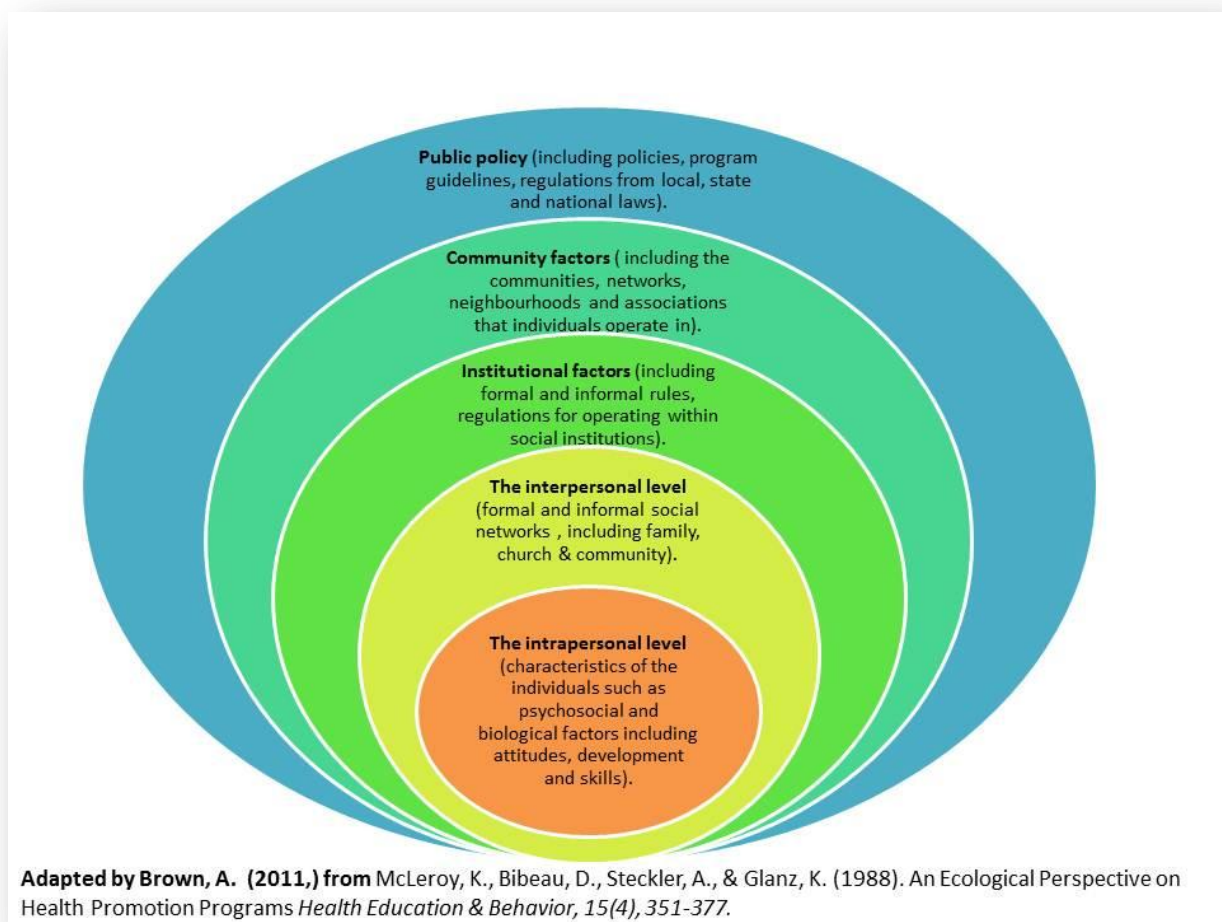 Public policy (including policies, program
guidelines, regulations from local, state
and national laws).
Community factors ( including the
communities, networks,
neighbourhoods and associations
that individuals operate in).
Institutional factors (including
formal and informal rules,
regulations for operating within
social institutions).
The interpersonal level
(formal and informal social
networks , including family,
church & community).
The intrapersonal level
(characteristics of the
individuals such as
psychosocial and
biological factors including
attitudes, development
and skills).
Adapted by Brown, A. (2011,) from McLeroy, K., Bibeau, D., Steckler, A., & Glanz, K. (1988). An Ecological Perspective on
Health Promotion Programs Health Education & Behavior, 15(4), 351-377.